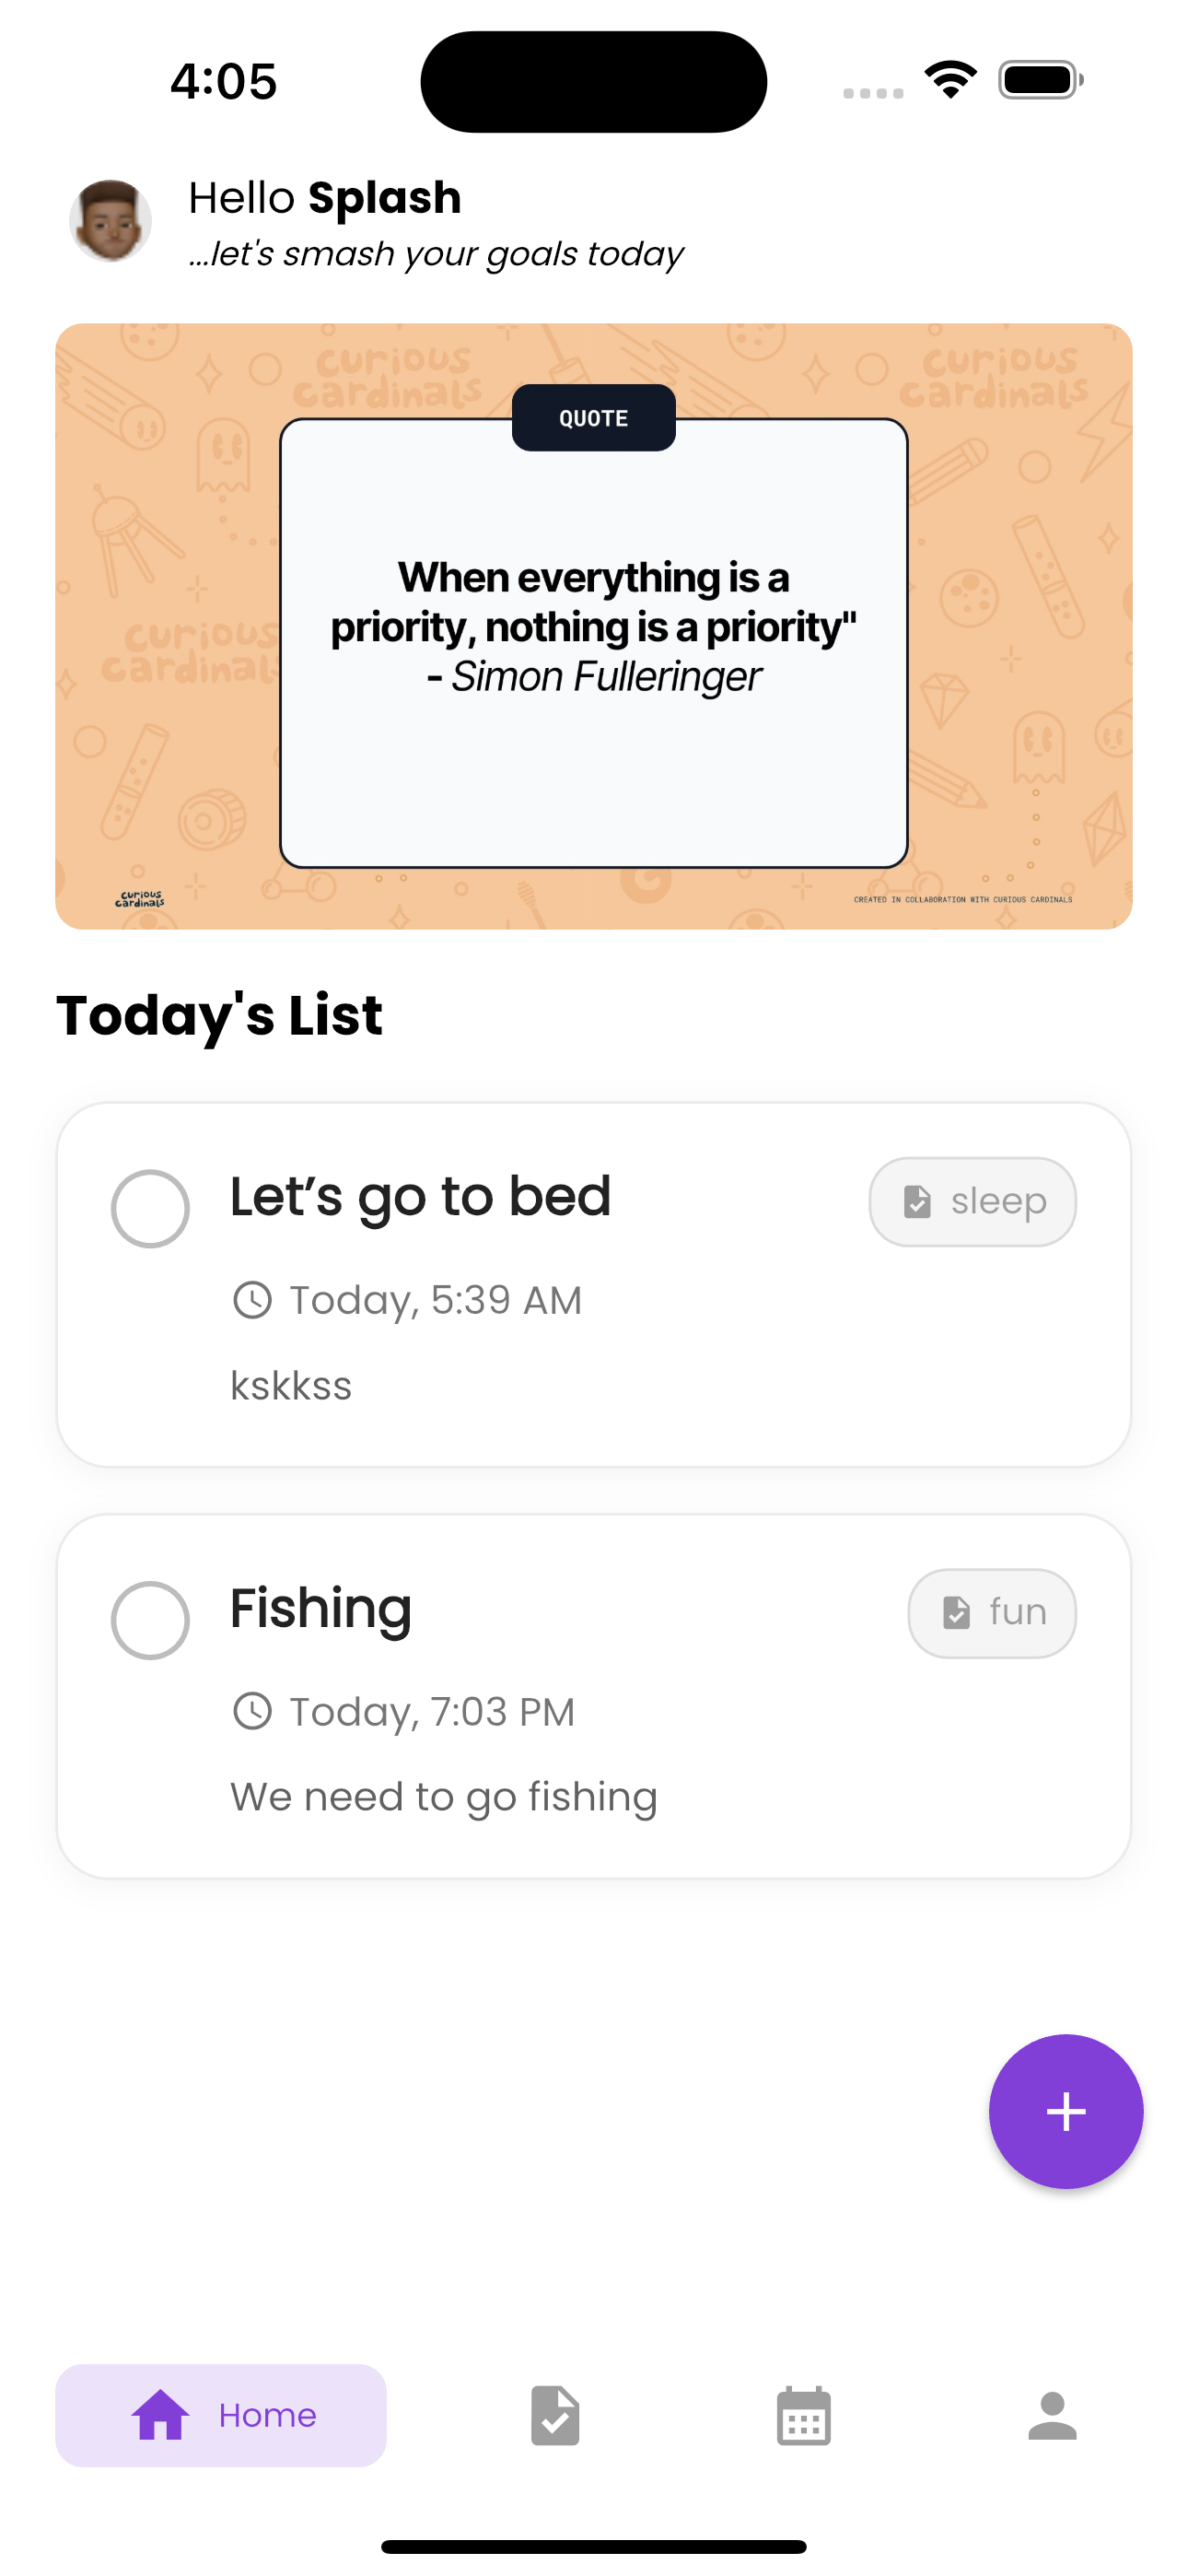 4:05
Hello Splash
...let's smash your goals today
curious
cardinals
curious
cardinals
QUOTE
When everything is a
priority, nothing is a priority"
- Simon Fulleringer
curious
cardinals
curious
cardinals
CREATED IN COLLABORATION WITH CURIOUS CARDINALS
Today's List
Let’s go to bed
sleep
Today, 5:39 AM
kskkss
Fishing
fun
Today, 7:03 PM
We need to go fishing
Home